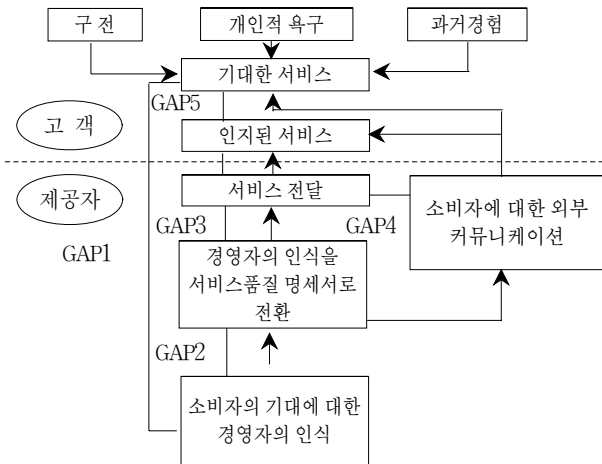 구 전
개인적 욕구
과거경험
기대한 서비스
GAP5
고 객
인지된 서비스
제공자
서비스 전달
GAP3
GAP4
소비자에 대한 외부
커뮤니케이션
GAP1
경영자의 인식을
서비스품질 명세서로
전환
GAP2
소비자의 기대에 대한
경영자의 인식